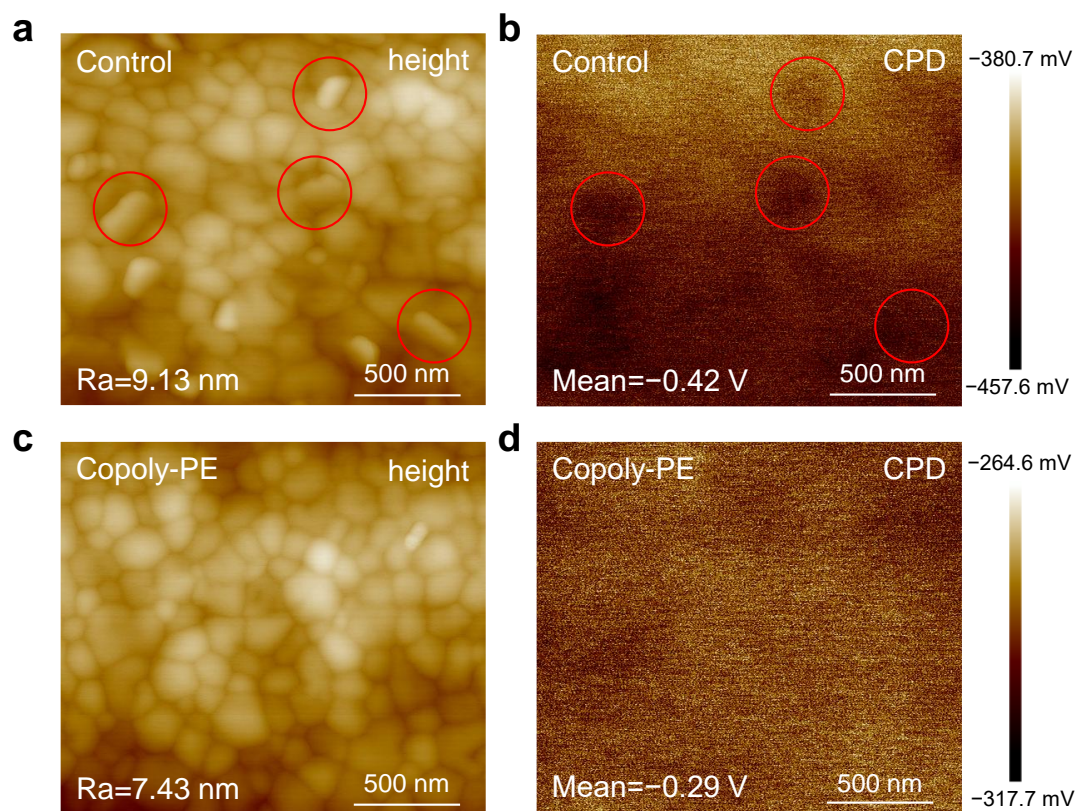 a
Control
height
Ra=9.13 nm
500 nm
b
Control
CPD
Mean=−0.42 V
500 nm
−380.7 mV
−457.6 mV
c
Copoly-PE
height
Ra=7.43 nm
500 nm
d
Copoly-PE
CPD
Mean=−0.29 V
500 nm
−264.6 mV
−317.7 mV